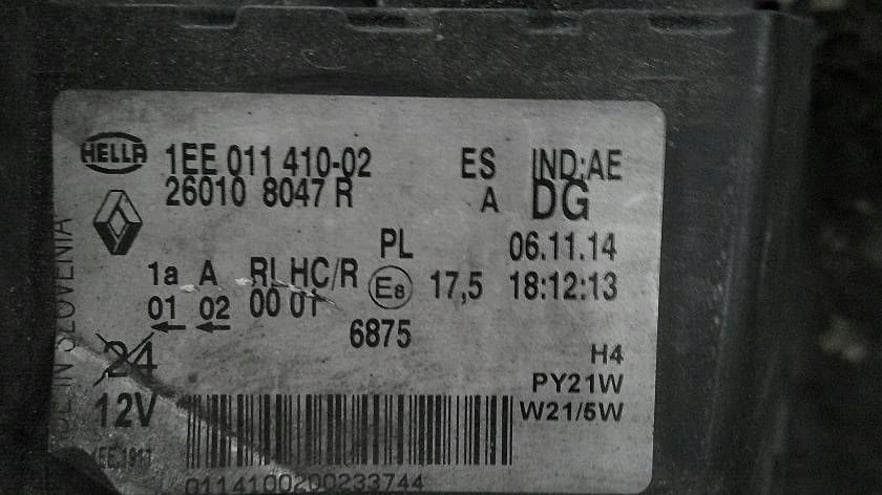 HELLA 1EE 011 410-02 ES IND:AE
26010 8047 R A DG
PL 06.11.14
1a A RL HC/R E8 17,5 18:12:13
01 02 00 01
6875
24 H4
PY21W
12V W21/5W
0114100200233744
IN SLOVENIA